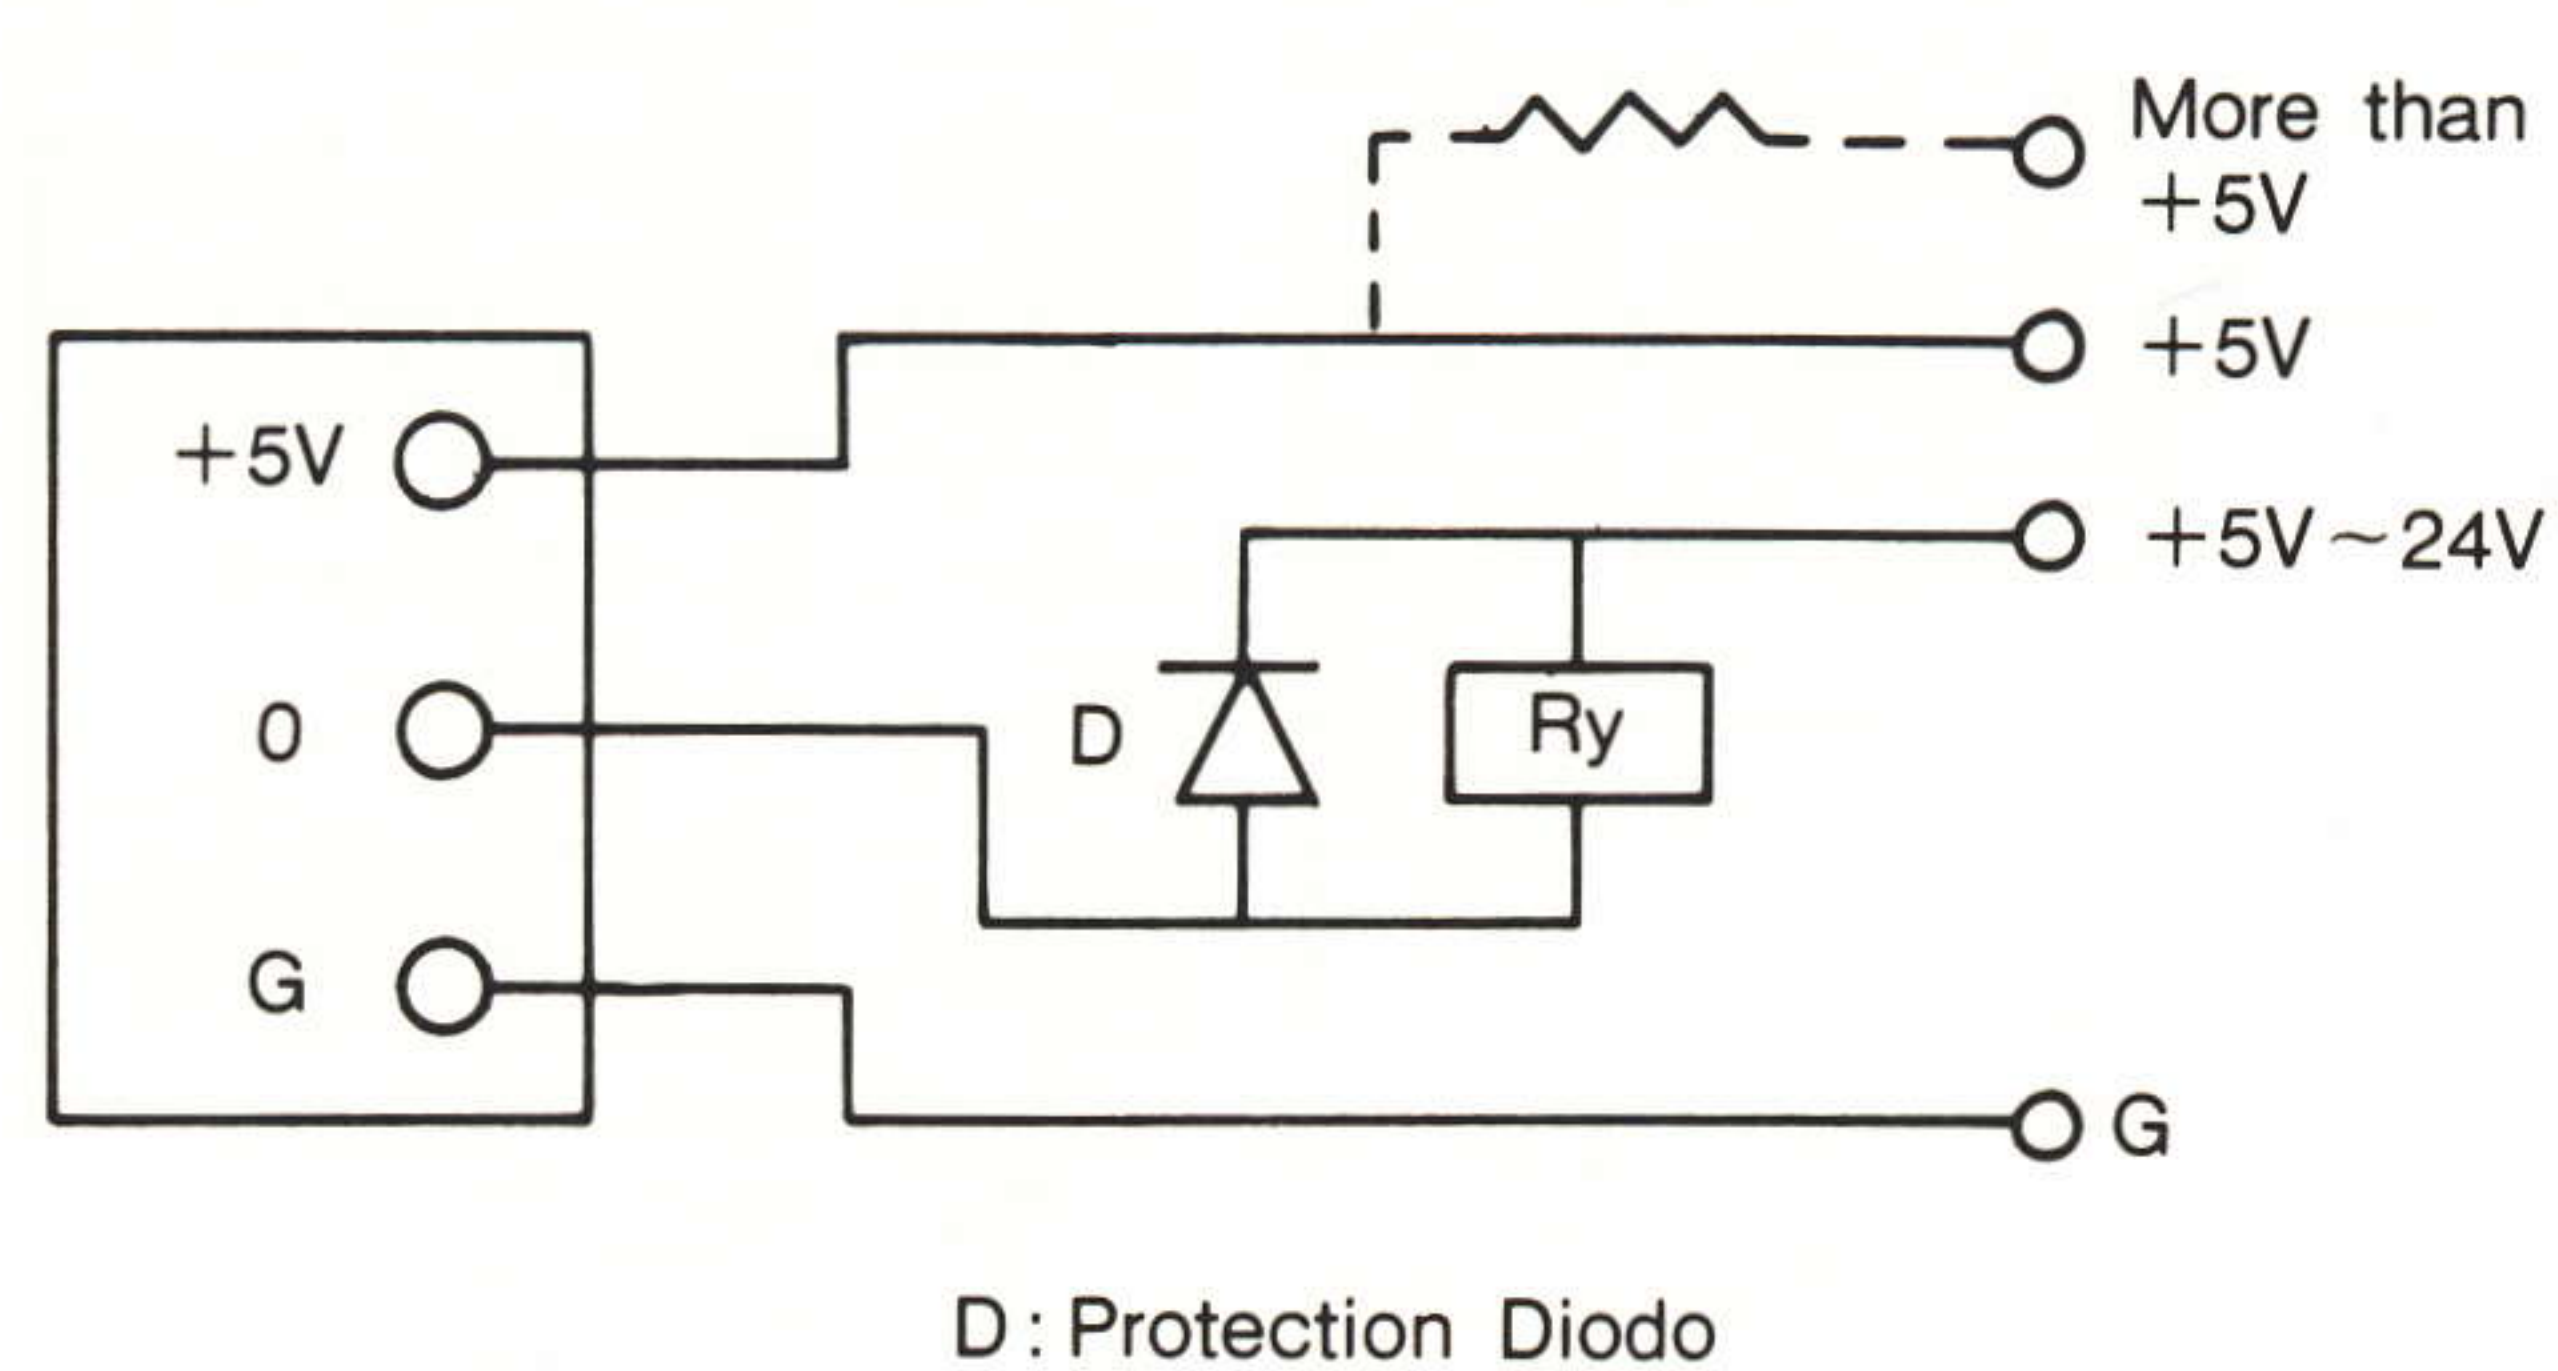 More than
+5V
+5V
+5V
+5V~24V
0
D
Ry
G
G
D: Protection Diodo